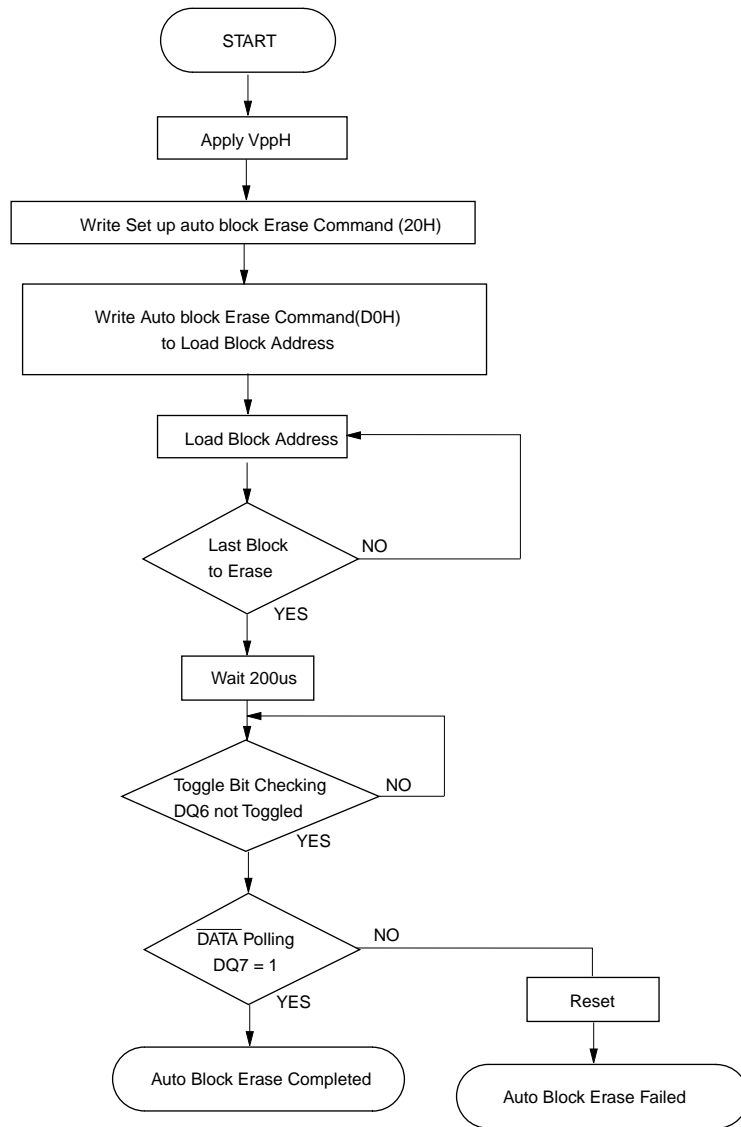 START
Apply VppH
Write Set up auto block Erase Command (20H)
Write Auto block Erase Command(D0H)
to Load Block Address
Load Block Address
Last Block
to Erase
NO
YES
Wait 200us
Toggle Bit Checking
DQ6 not Toggled
NO
YES
DATA Polling
DQ7 = 1
NO
YES
Reset
Auto Block Erase Completed
Auto Block Erase Failed